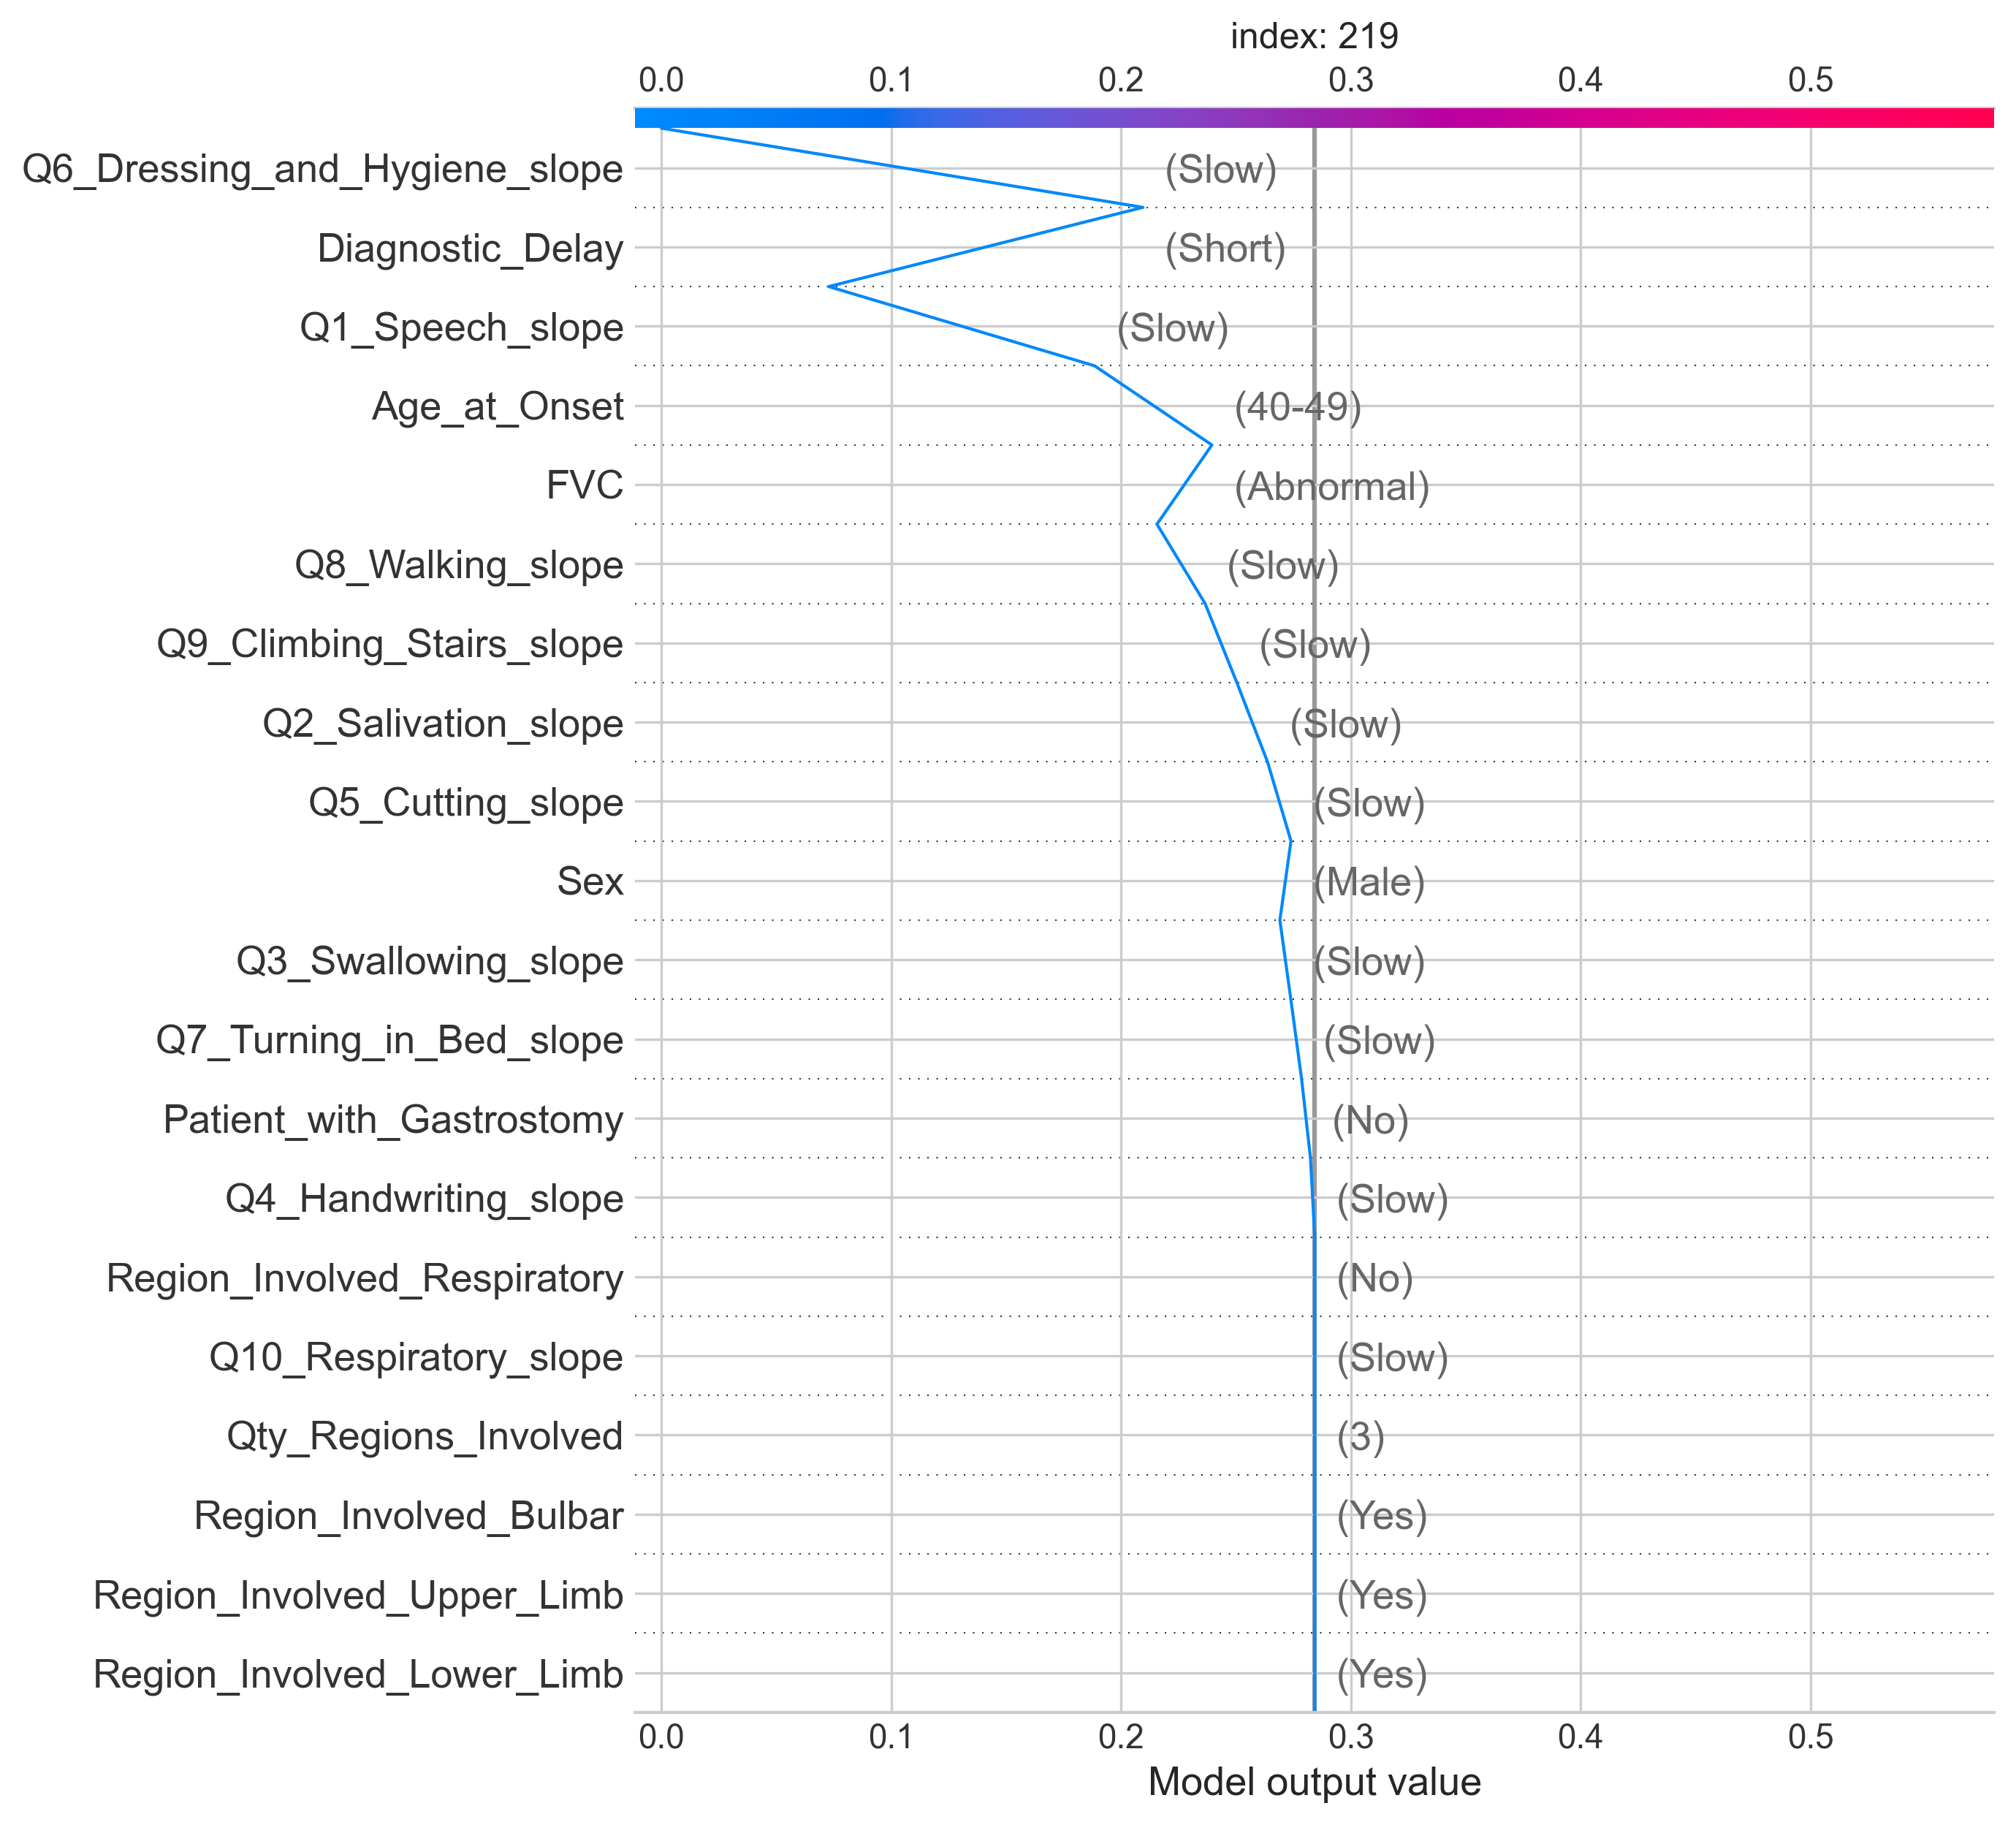 index: 219
0.0 0.1 0.2 0.3 0.4 0.5
Q6_Dressing_and_Hygiene_slope (Slow)
Diagnostic_Delay (Short)
Q1_Speech_slope (Slow)
Age_at_Onset (40-49)
FVC (Abnormal)
Q8_Walking_slope (Slow)
Q9_Climbing_Stairs_slope (Slow)
Q2_Salivation_slope (Slow)
Q5_Cutting_slope (Slow)
Sex (Male)
Q3_Swallowing_slope (Slow)
Q7_Turning_in_Bed_slope (Slow)
Patient_with_Gastrostomy (No)
Q4_Handwriting_slope (Slow)
Region_Involved_Respiratory (No)
Q10_Respiratory_slope (Slow)
Qty_Regions_Involved (3)
Region_Involved_Bulbar (Yes)
Region_Involved_Upper_Limb (Yes)
Region_Involved_Lower_Limb (Yes)
0.0 0.1 0.2 0.3 0.4 0.5
Model output value